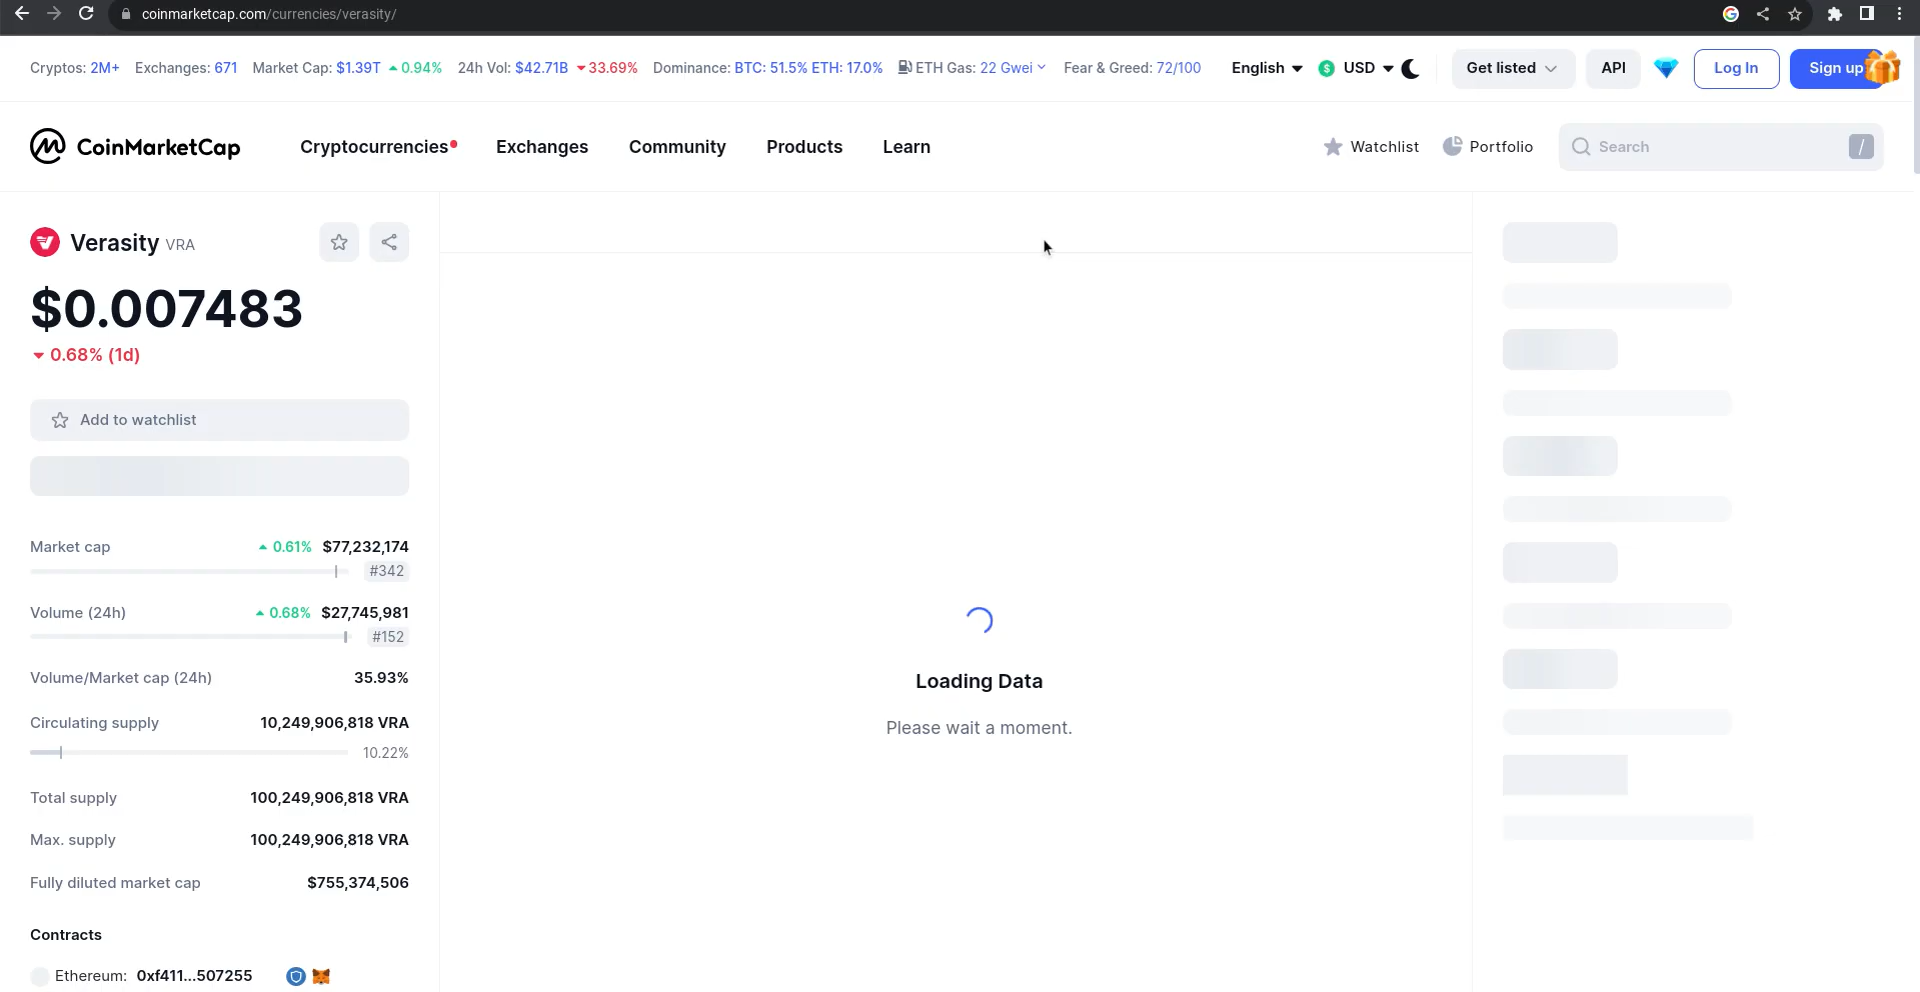 coinmarketcap.com/currencies/verasity/
Cryptos: 2M+ Exchanges: 671 Market Cap: $1.39T 0.94% 24h Vol: $42.71B 33.69% Dominance: BTC: 51.5% ETH: 17.0% ETH Gas: 22 Gwei Fear & Greed: 72/100 English $ USD Get listed API Log In Sign up
CoinMarketCap Cryptocurrencies Exchanges Community Products Learn Watchlist Portfolio Search /
Verasity VRA
$0.007483
0.68% (1d)
Add to watchlist
Market cap 0.61% $77,232,174
#342
Volume (24h) 0.68% $27,745,981
#152
Volume/Market cap (24h) 35.93%
Circulating supply 10,249,906,818 VRA
10.22%
Total supply 100,249,906,818 VRA
Max. supply 100,249,906,818 VRA
Fully diluted market cap $755,374,506
Contracts
Ethereum: 0xf411...507255
Loading Data
Please wait a moment.